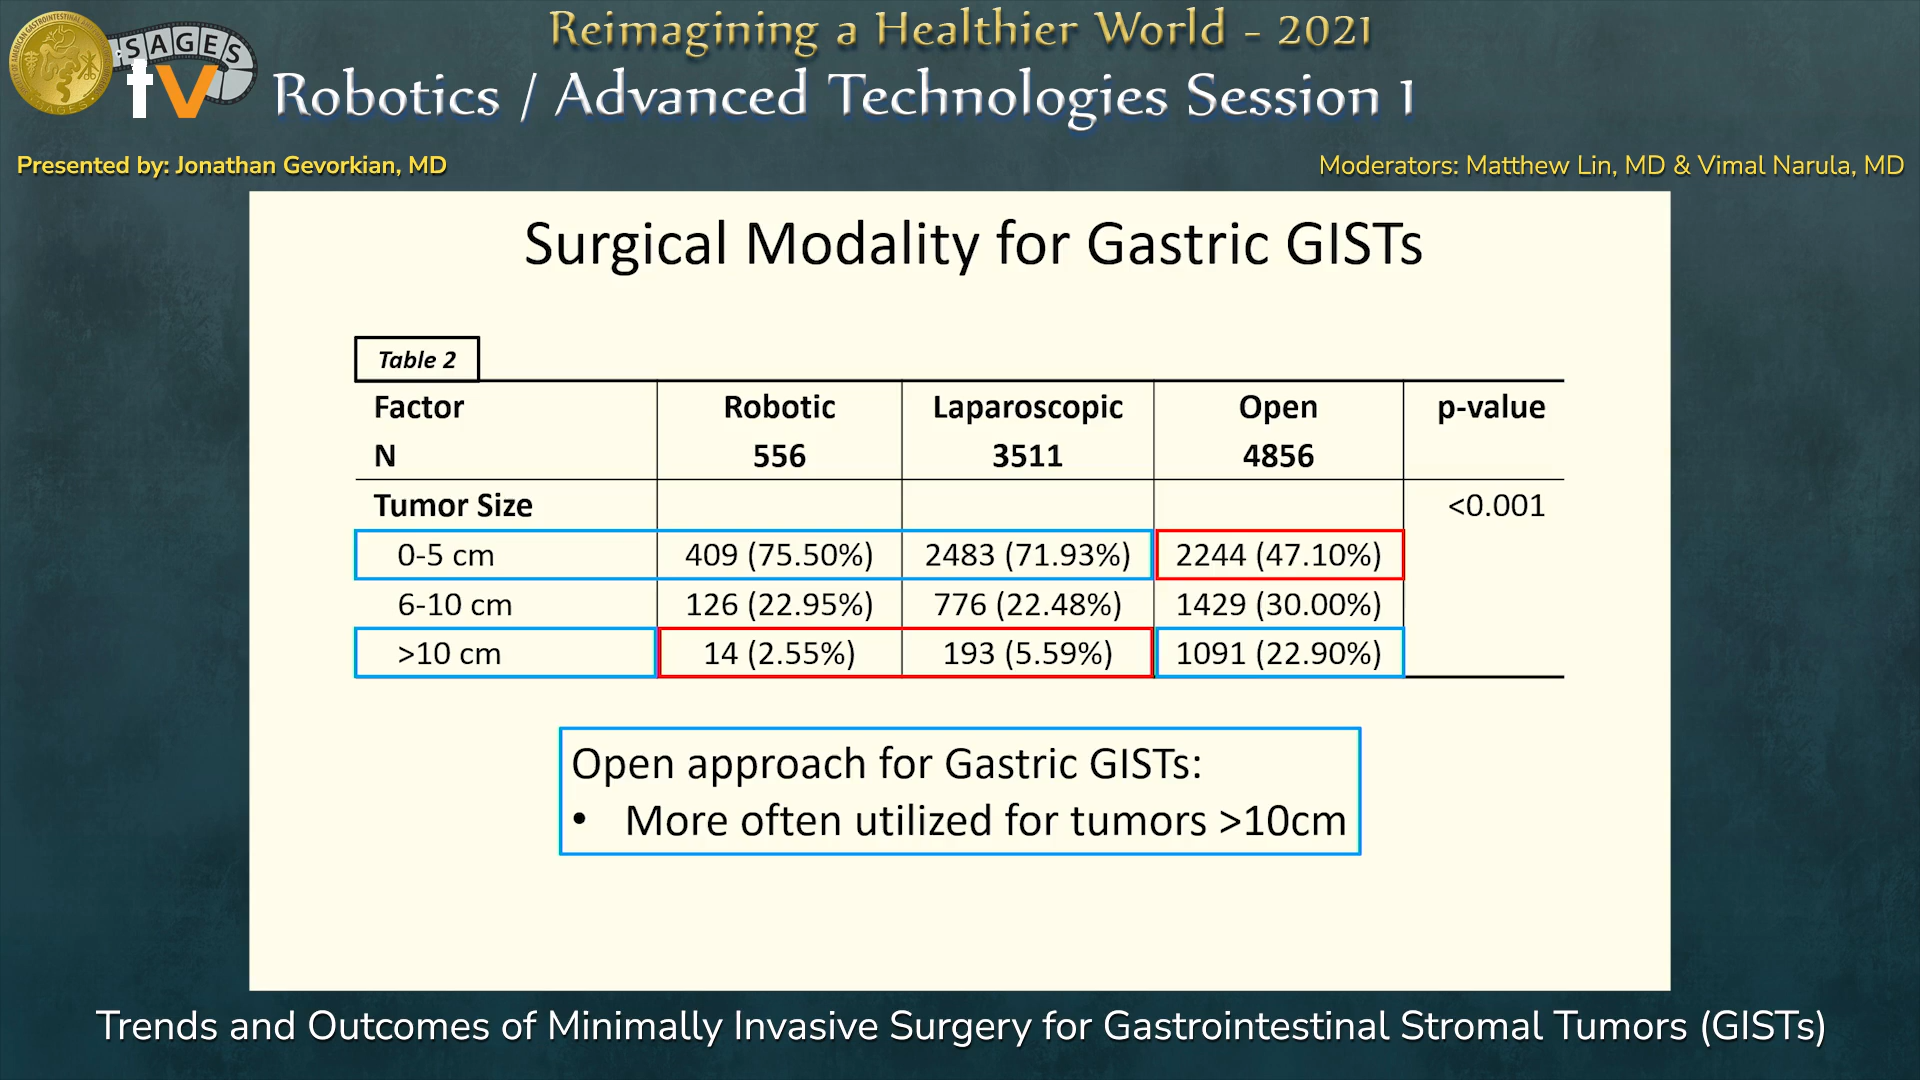 Reimagining a Healthier World - 2021
SAGES
tv
Robotics / Advanced Technologies Session 1
Presented by: Jonathan Gevorkian, MD
Moderators: Matthew Lin, MD & Vimal Narula, MD
Surgical Modality for Gastric GISTs
Table 2
Factor Robotic Laparoscopic Open p-value
N 556 3511 4856
Tumor Size <0.001
0-5 cm 409 (75.50%) 2483 (71.93%) 2244 (47.10%)
6-10 cm 126 (22.95%) 776 (22.48%) 1429 (30.00%)
>10 cm 14 (2.55%) 193 (5.59%) 1091 (22.90%)
Open approach for Gastric GISTs:
• More often utilized for tumors >10cm
Trends and Outcomes of Minimally Invasive Surgery for Gastrointestinal Stromal Tumors (GISTs)